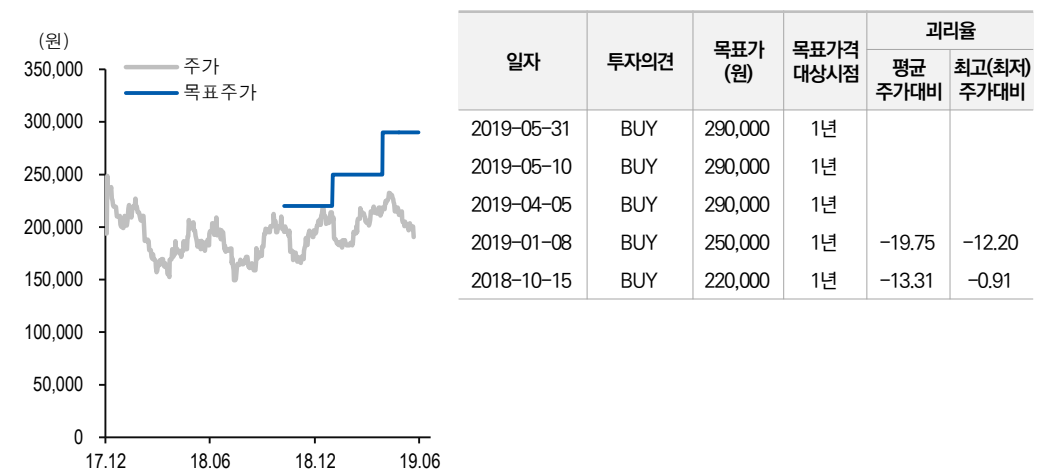 (원)
350,000
300,000
250,000
200,000
150,000
100,000
50,000
0
17.12 18.06 18.12 19.06
주가
목표주가
일자 투자의견 목표가 (원) 목표가격 대상시점 괴리율
평균 주가대비 최고(최저) 주가대비
2019-05-31 BUY 290,000 1년
2019-05-10 BUY 290,000 1년
2019-04-05 BUY 290,000 1년
2019-01-08 BUY 250,000 1년 -19.75 -12.20
2018-10-15 BUY 220,000 1년 -13.31 -0.91